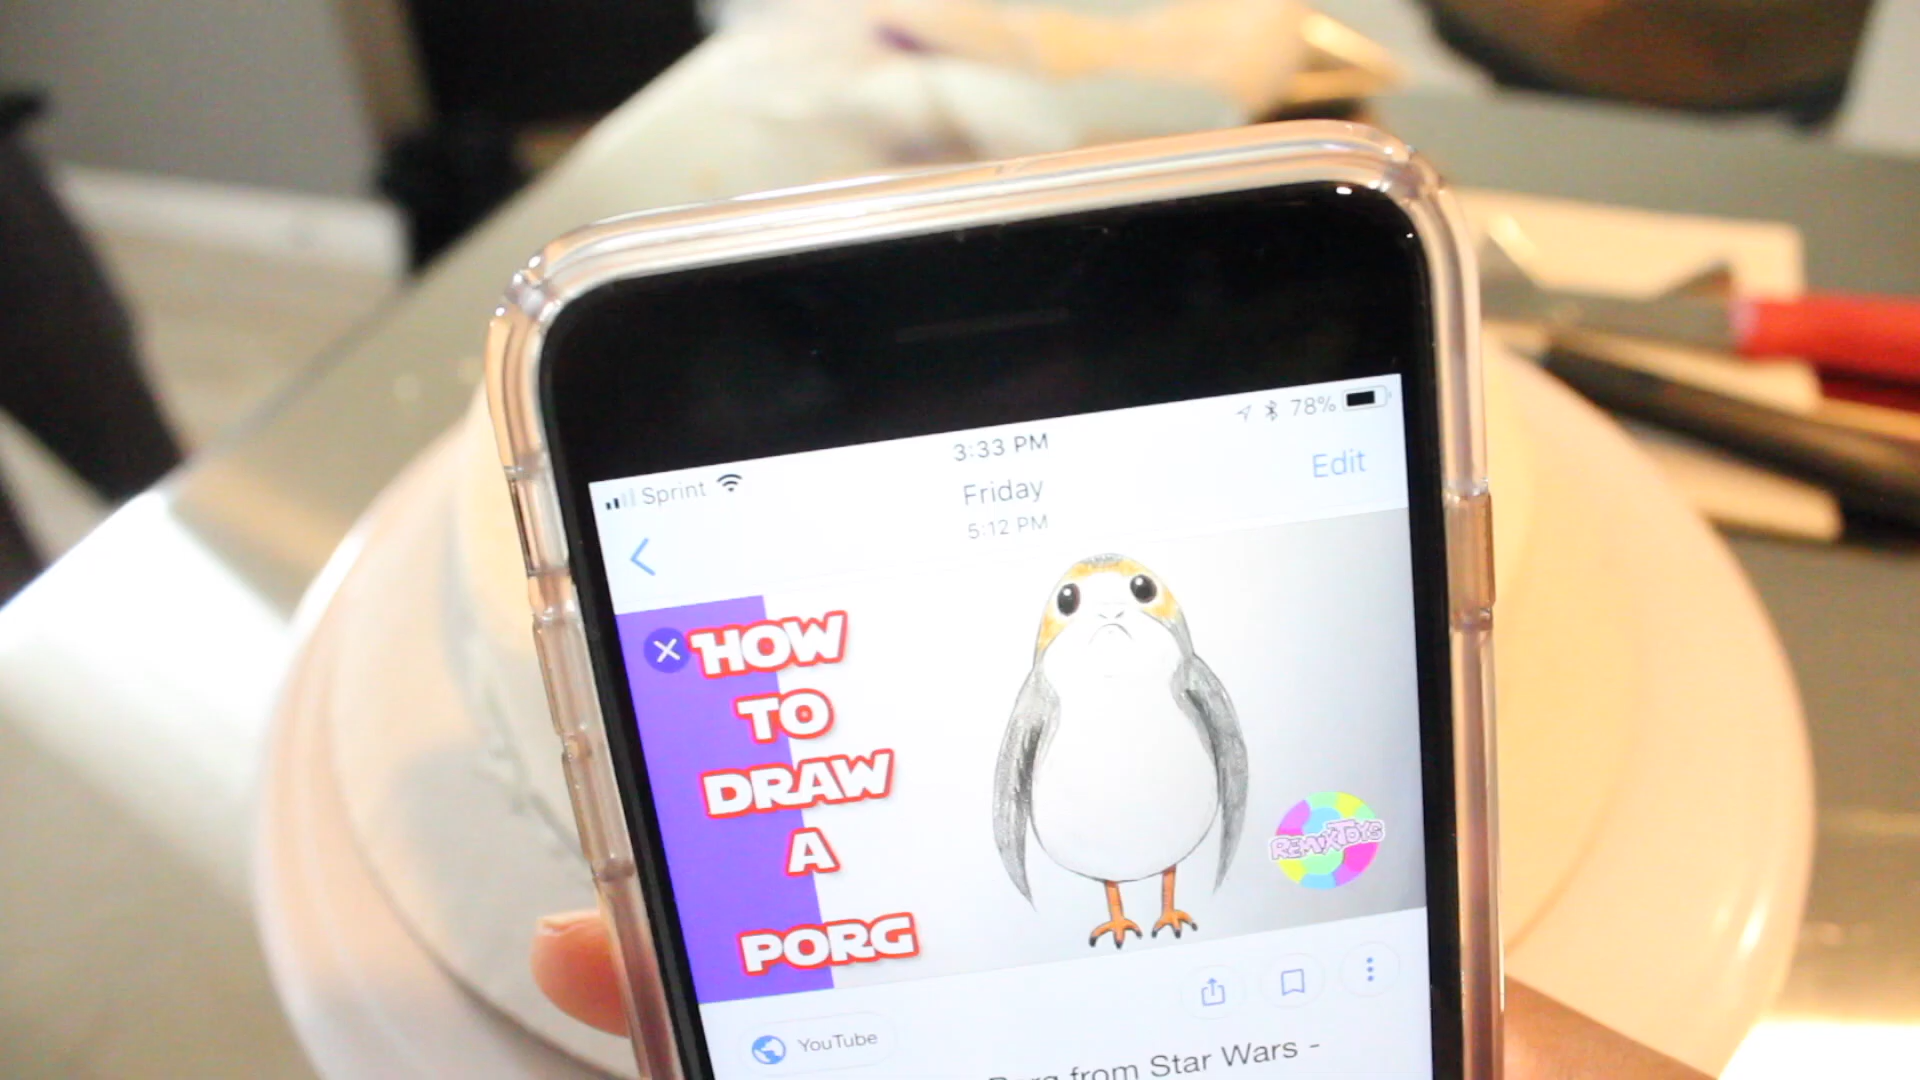 3:33 PM
78%
Sprint
Friday
5:12 PM
Edit
HOW
TO
DRAW
A
PORG
REMIXTOYS
YouTube
Porg from Star Wars -